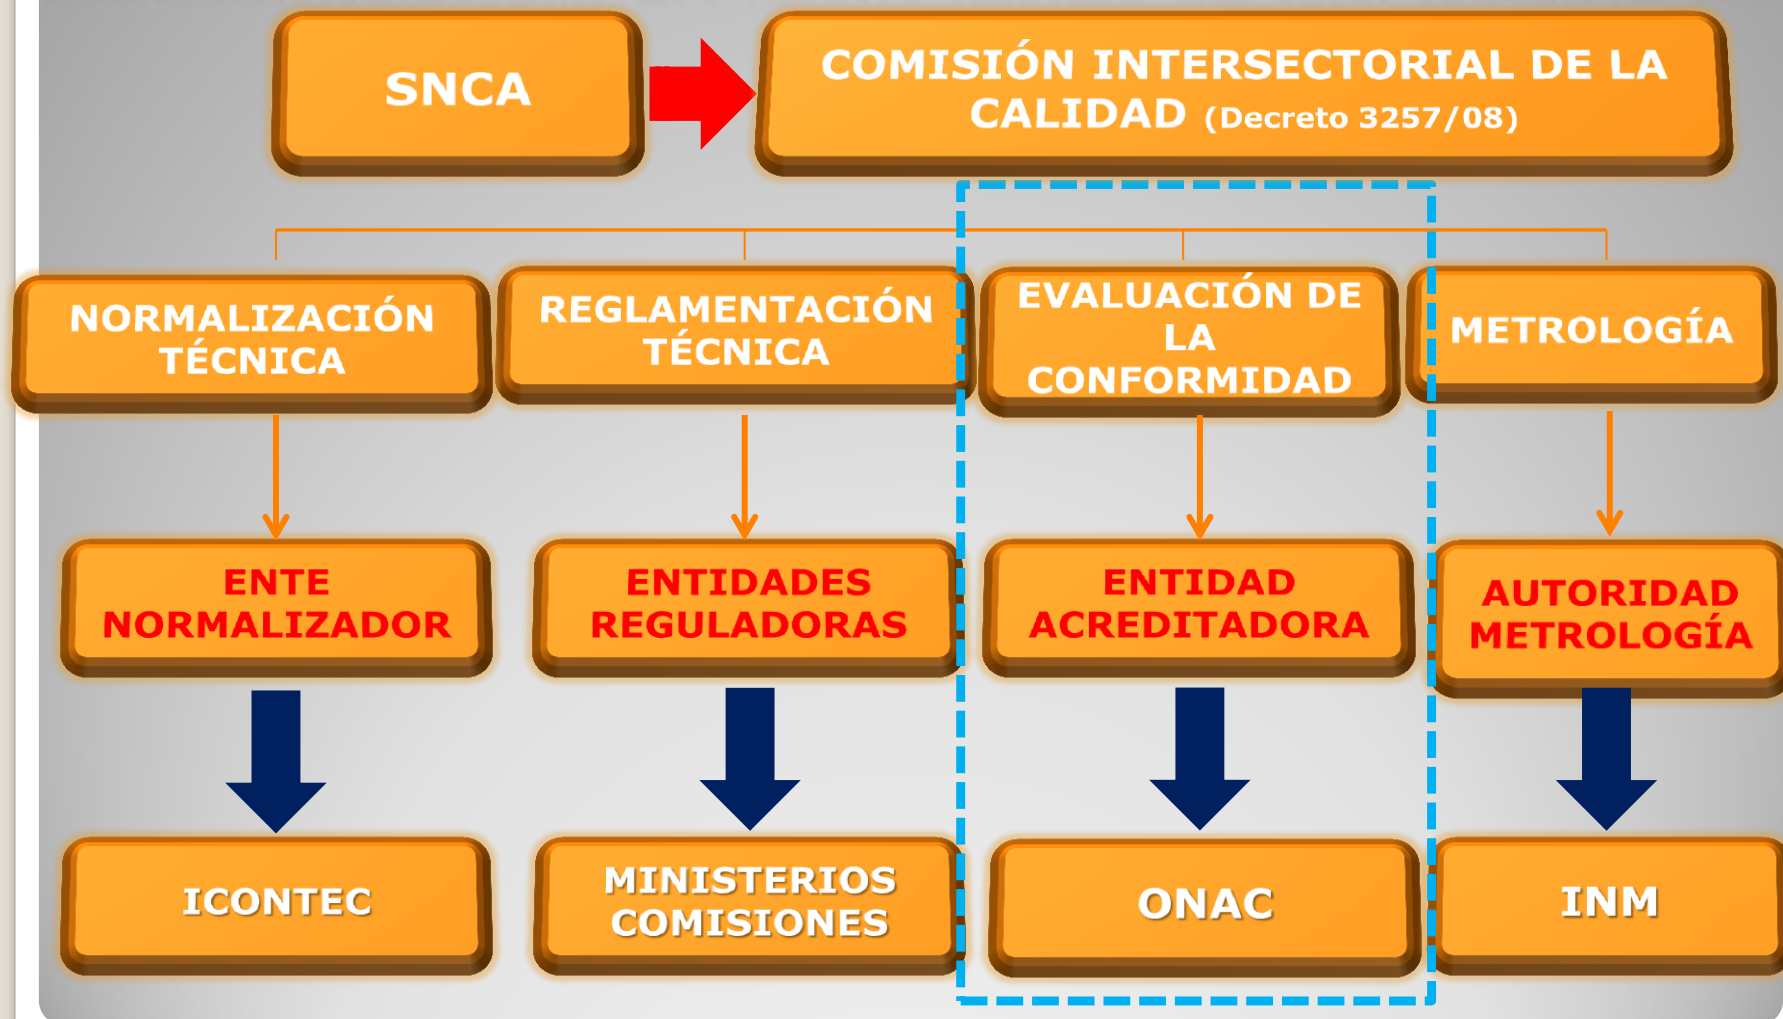 SNCA
COMISIÓN INTERSECTORIAL DE LA
CALIDAD (Decreto 3257/08)
NORMALIZACIÓN
TÉCNICA
REGLAMENTACIÓN
TÉCNICA
EVALUACIÓN DE
LA
CONFORMIDAD
METROLOGÍA
ENTE
NORMALIZADOR
ENTIDADES
REGULADORAS
ENTIDAD
ACREDITADORA
AUTORIDAD
METROLOGÍA
ICONTEC
MINISTERIOS
COMISIONES
ONAC
INM